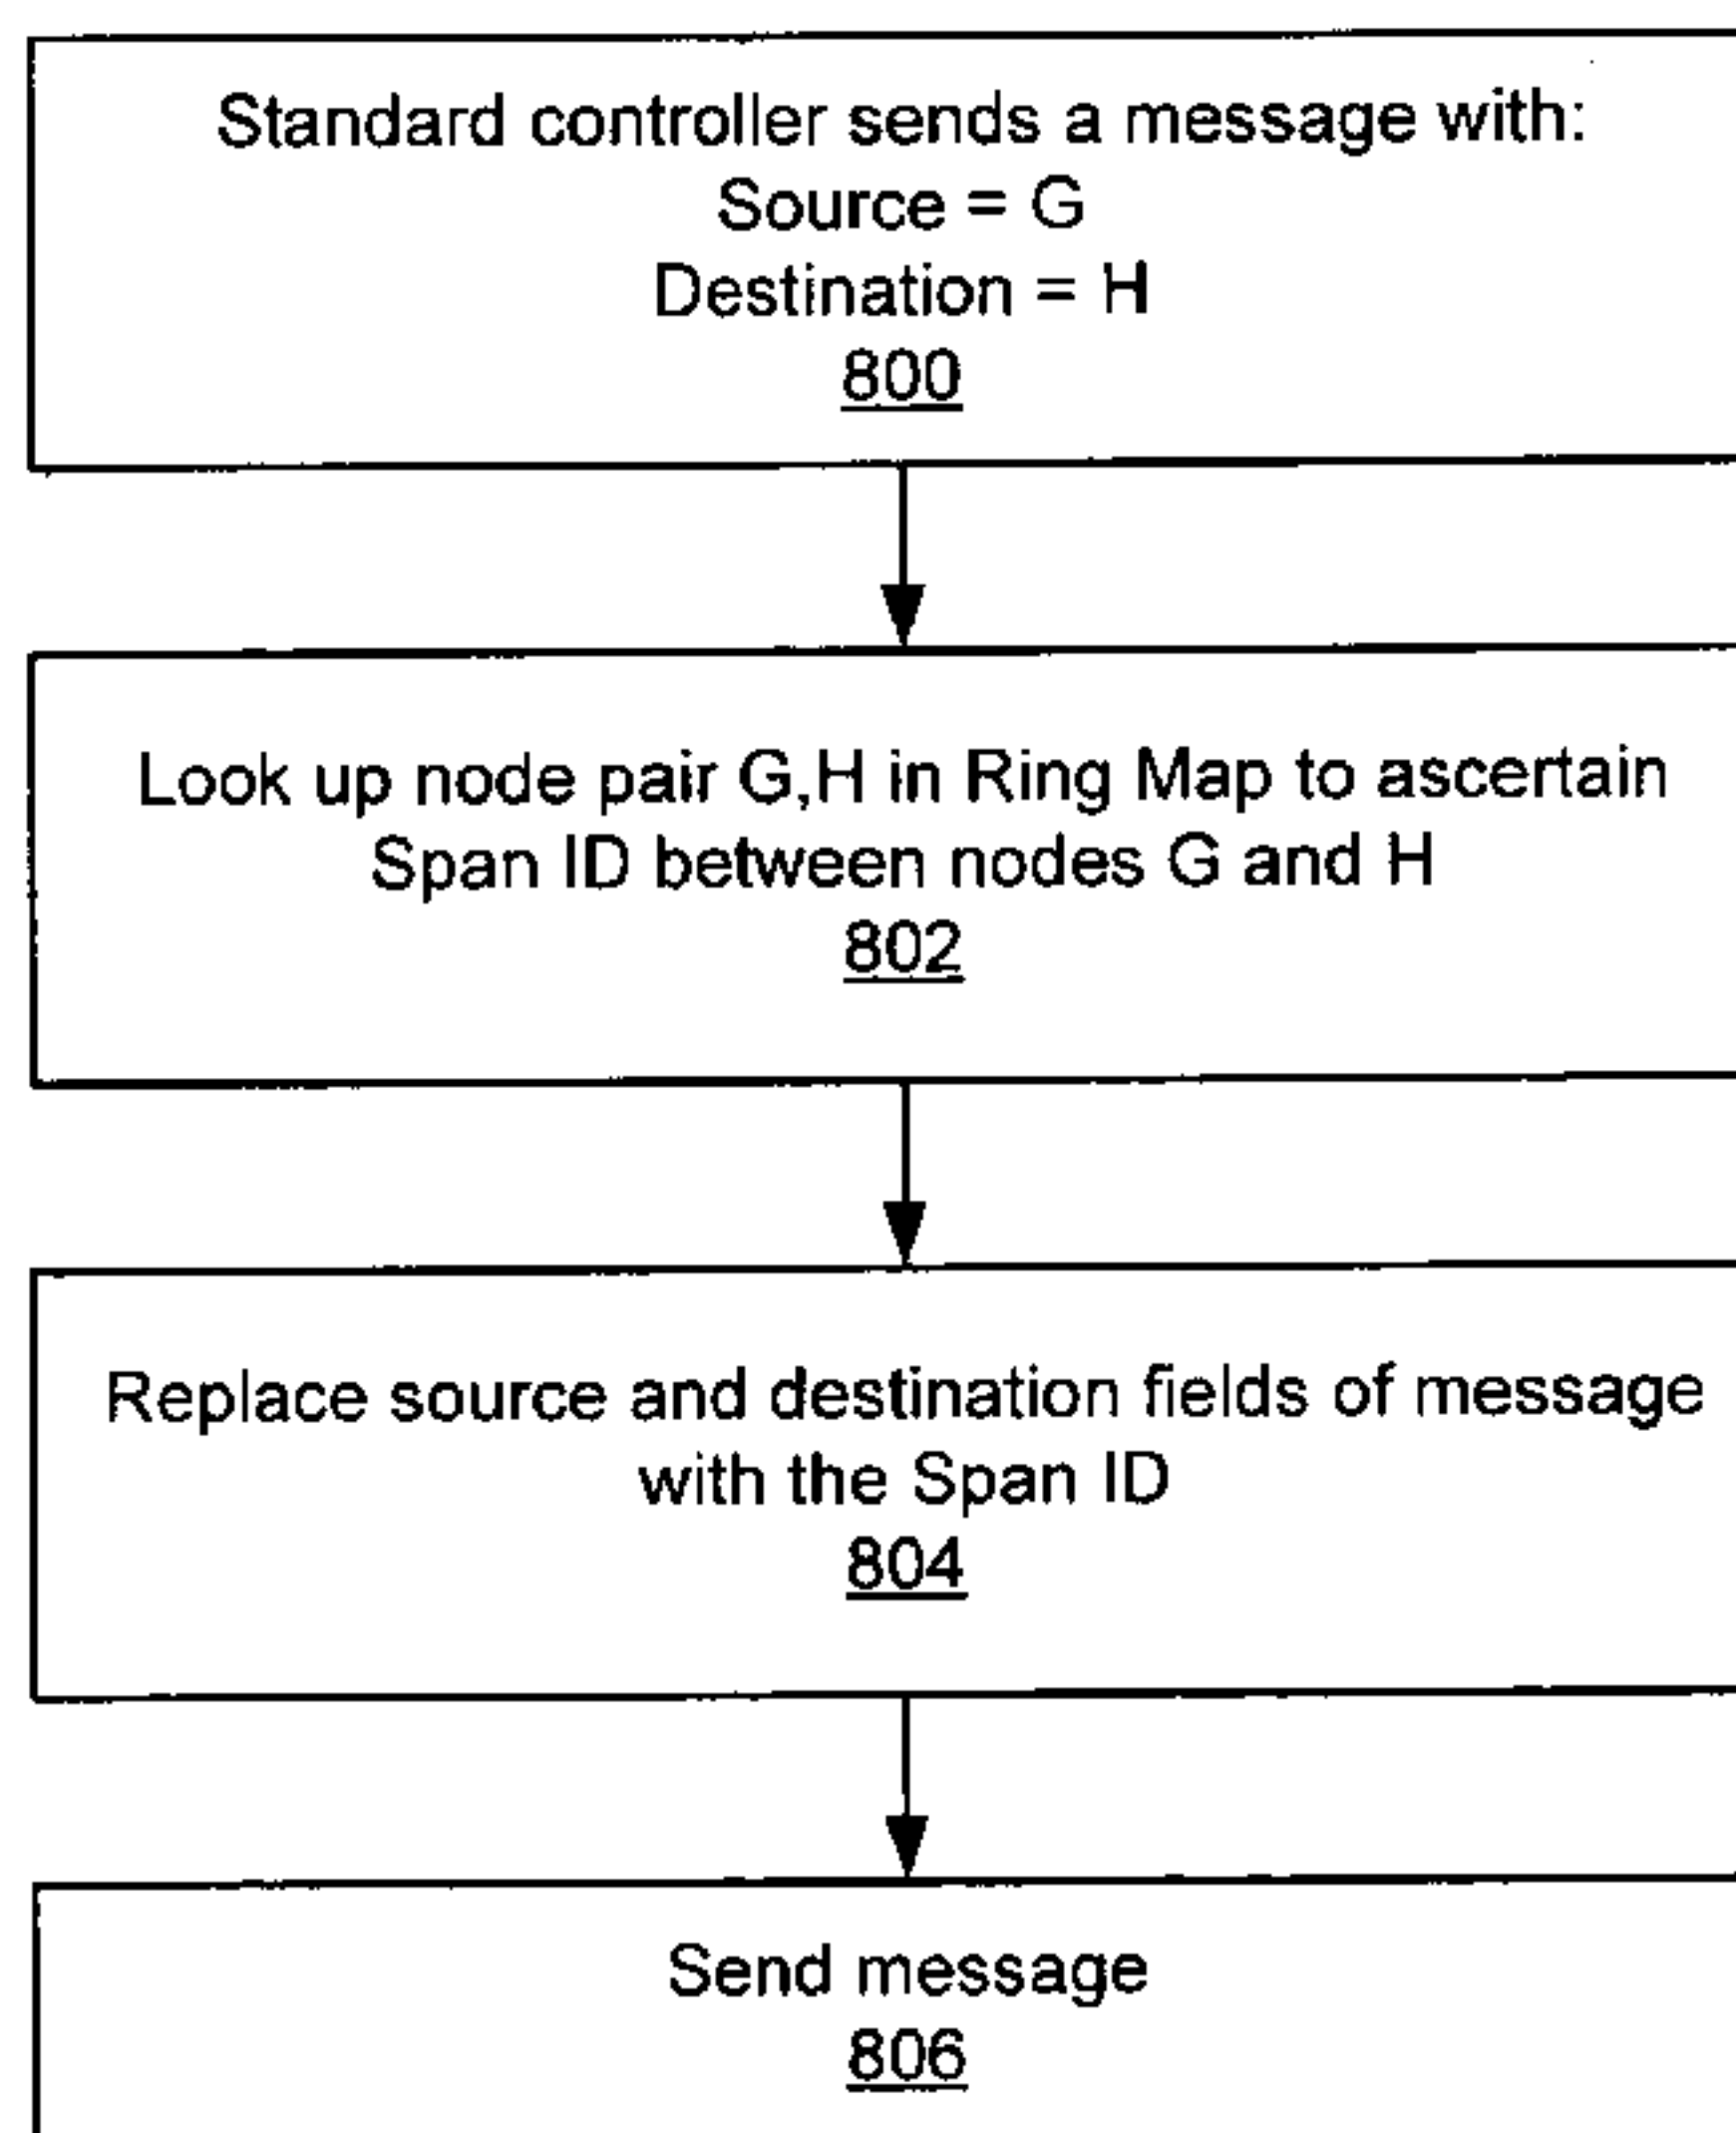 Standard controller sends a message with:
Source = G
Destination = H
800
Look up node pair G,H in Ring Map to ascertain
Span ID between nodes G and H
802
Replace source and destination fields of message
with the Span ID
804
Send message
806